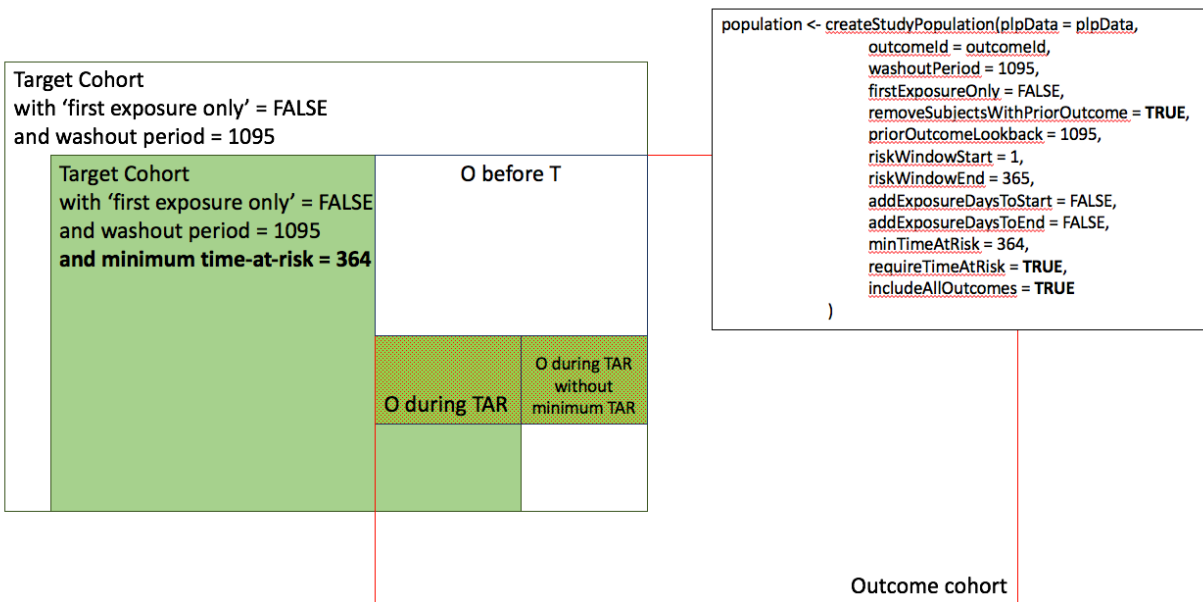 Target Cohort
with ‘first exposure only’ = FALSE
and washout period = 1095
Target Cohort
with ‘first exposure only’ = FALSE
and washout period = 1095
and minimum time-at-risk = 364
O before T
O during TAR
O during TAR
without
minimum TAR
population <- createStudyPopulation(plpData = plpData,
outcomeId = outcomeId,
washoutPeriod = 1095,
firstExposureOnly = FALSE,
removeSubjectsWithPriorOutcome = TRUE,
priorOutcomeLookback = 1095,
riskWindowStart = 1,
riskWindowEnd = 365,
addExposureDaysToStart = FALSE,
addExposureDaysToEnd = FALSE,
minTimeAtRisk = 364,
requireTimeAtRisk = TRUE,
includeAllOutcomes = TRUE
)
Outcome cohort